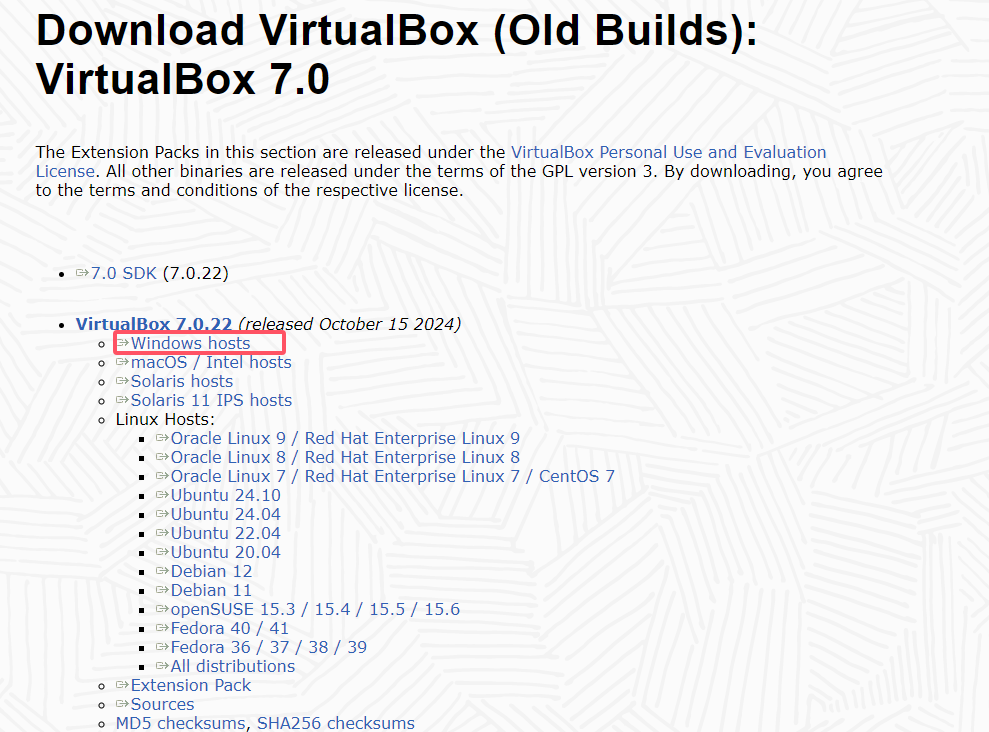 Download VirtualBox (Old Builds):
VirtualBox 7.0
The Extension Packs in this section are released under the VirtualBox Personal Use and Evaluation
License. All other binaries are released under the terms of the GPL version 3. By downloading, you agree
to the terms and conditions of the respective license.
7.0 SDK (7.0.22)
VirtualBox 7.0.22 (released October 15 2024)
Windows hosts
macOS / Intel hosts
Solaris hosts
Solaris 11 IPS hosts
Linux Hosts:
Oracle Linux 9 / Red Hat Enterprise Linux 9
Oracle Linux 8 / Red Hat Enterprise Linux 8
Oracle Linux 7 / Red Hat Enterprise Linux 7 / CentOS 7
Ubuntu 24.10
Ubuntu 24.04
Ubuntu 22.04
Ubuntu 20.04
Debian 12
Debian 11
openSUSE 15.3 / 15.4 / 15.5 / 15.6
Fedora 40 / 41
Fedora 36 / 37 / 38 / 39
All distributions
Extension Pack
Sources
MD5 checksums, SHA256 checksums